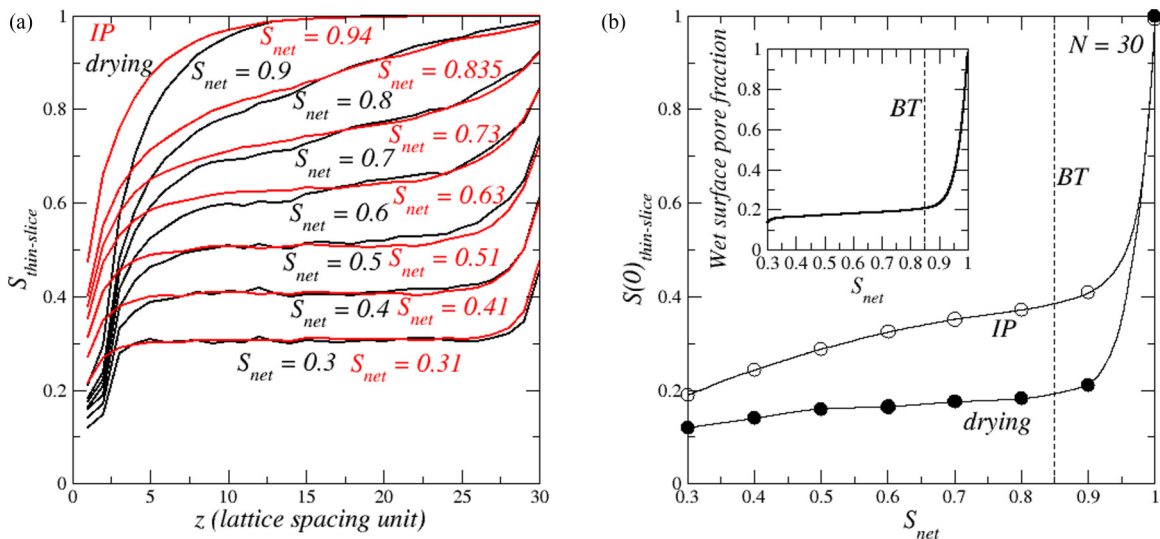 (a)
IP
drying
S_net = 0.94
S_net = 0.9
S_net = 0.835
S_net = 0.8
S_net = 0.73
S_net = 0.7
S_net = 0.63
S_net = 0.6
S_net = 0.51
S_net = 0.5
S_net = 0.41
S_net = 0.4
S_net = 0.31
S_net = 0.3
S_thin-slice
1
0.8
0.6
0.4
0.2
0
0 5 10 15 20 25 30
z (lattice spacing unit)
(b)
N = 30
BT
IP
drying
S(0)_thin-slice
1
0.8
0.6
0.4
0.2
0
0.3 0.4 0.5 0.6 0.7 0.8 0.9 1
S_net
Wet surface pore fraction
1
0.8
0.6
0.4
0.2
0
BT
0.3 0.4 0.5 0.6 0.7 0.8 0.9 1
S_net